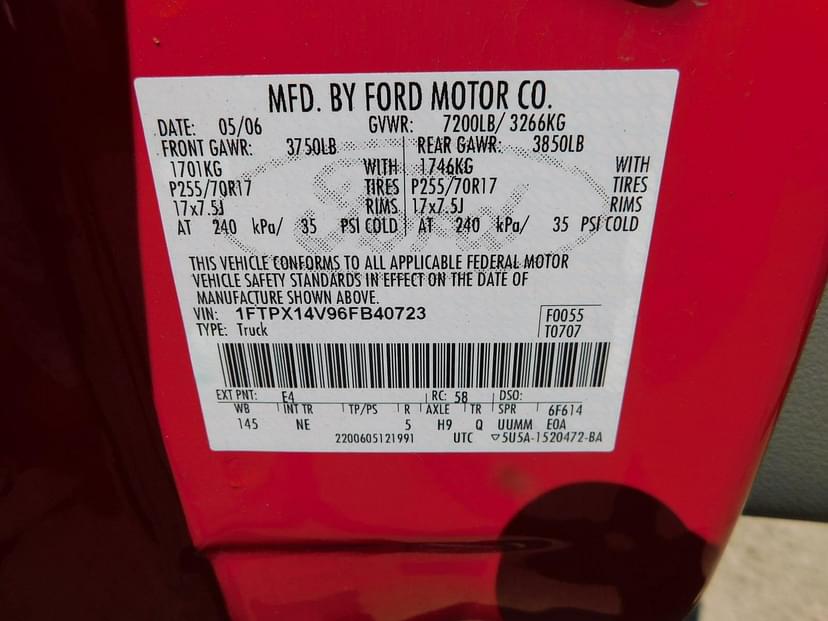 MFD. BY FORD MOTOR CO.
DATE: 05/06 GVWR: 7200LB/ 3266KG
FRONT GAWR: 3750LB REAR GAWR: 3850LB
1701KG WITH 1746KG WITH
P255/70R17 TIRES P255/70R17 TIRES
17x7.5J RIMS 17x7.5J RIMS
AT 240 kPa/ 35 PSI COLD AT 240 kPa/ 35 PSI COLD
THIS VEHICLE CONFORMS TO ALL APPLICABLE FEDERAL MOTOR
VEHICLE SAFETY STANDARDS IN EFFECT ON THE DATE OF
MANUFACTURE SHOWN ABOVE.
VIN: 1FTPX14V96FB40723 F0055
TYPE: Truck T0707
EXT PNT: E4 RC: 58 DSO:
WB INT TR TP/PS R AXLE TR SPR 6F614
145 NE 5 H9 Q UUMM E0A
2200605121991 UTC ▽5U5A-1520472-BA